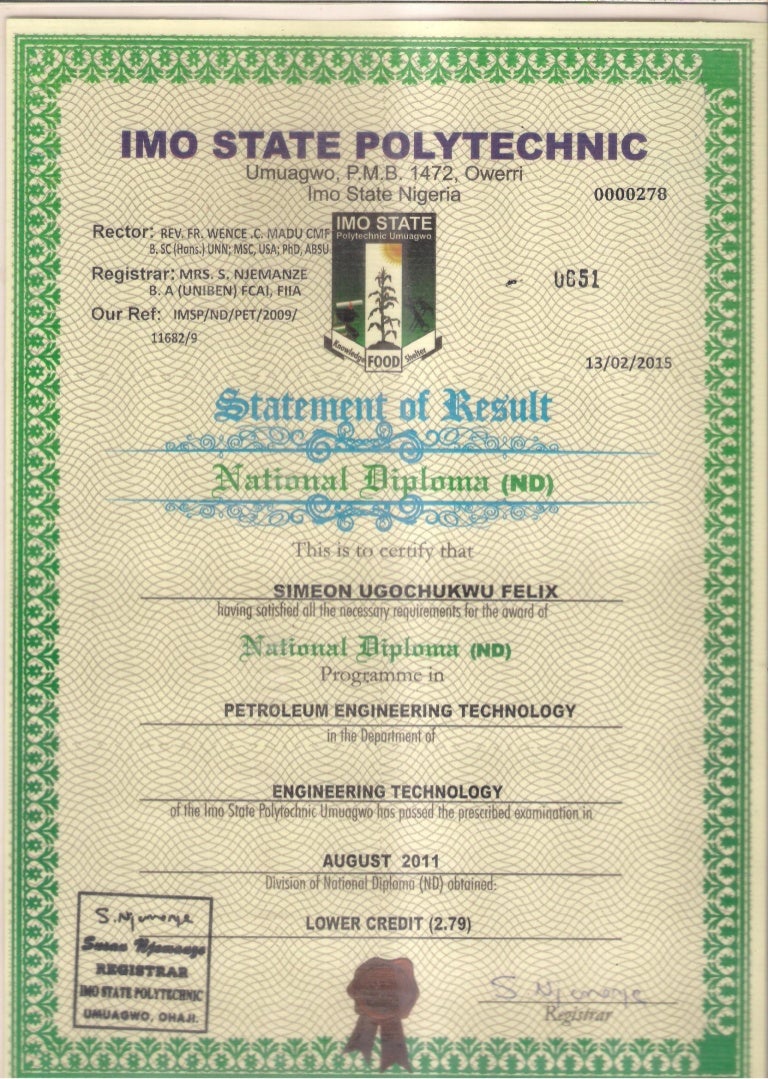 IMO STATE POLYTECHNIC
Umuagwo, P.M.B. 1472, Owerri
Imo State Nigeria
0000278
Rector: REV. FR. WENCE .C. MADU CMF
B. SC (Hons.) UNN; MSC, USA; PhD, ABSU
Registrar: MRS. S. NJEMANZE
B. A (UNIBEN) FCAI, FIIA
Our Ref: IMSP/ND/PET/2009/
11682/9
IMO STATE
Polytechnic Umuagwo
Knowledge
FOOD
Shelter
0651
13/02/2015
Statement of Result
National Diploma (ND)
This is to certify that
SIMEON UGOCHUKWU FELIX
having satisfied all the necessary requirements for the award of
National Diploma (ND)
Programme in
PETROLEUM ENGINEERING TECHNOLOGY
in the Department of
ENGINEERING TECHNOLOGY
of the Imo State Polytechnic Umuagwo has passed the prescribed examination in
AUGUST 2011
Division of National Diploma (ND) obtained:
LOWER CREDIT (2.79)
S. Njemanze
Susan Njemanze
REGISTRAR
IMO STATE POLYTECHNIC
UMUAGWO, OHAJI.
S Njemanze
Registrar